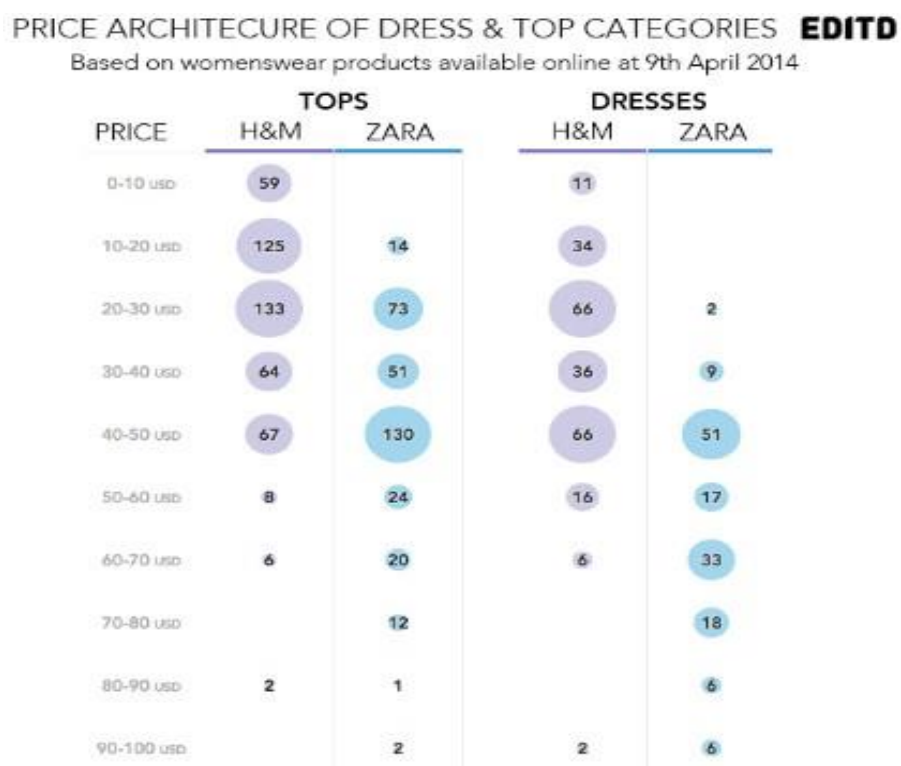 PRICE ARCHITECURE OF DRESS & TOP CATEGORIES EDITD
Based on womenswear products available online at 9th April 2014
TOPS DRESSES
PRICE H&M ZARA H&M ZARA
0-10 USD 59 11
10-20 USD 125 14 34
20-30 USD 133 73 66 2
30-40 USD 64 51 36 9
40-50 USD 67 130 66 51
50-60 USD 8 24 16 17
60-70 USD 6 20 6 33
70-80 USD 12 18
80-90 USD 2 1 6
90-100 USD 2 2 6